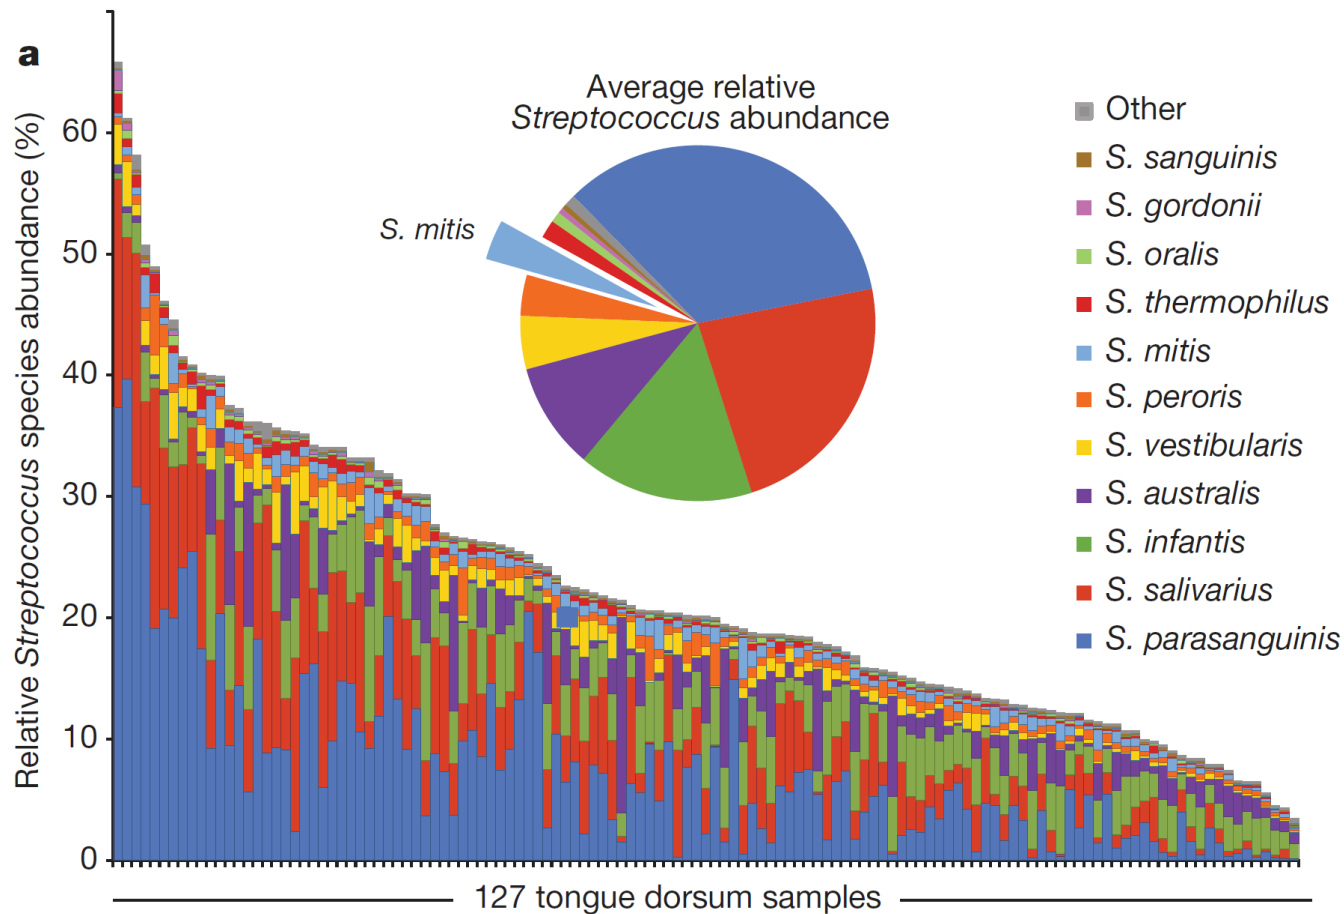 a
Relative Streptococcus species abundance (%)
60
50
40
30
20
10
0
Average relative
Streptococcus abundance
S. mitis
Other
S. sanguinis
S. gordonii
S. oralis
S. thermophilus
S. mitis
S. peroris
S. vestibularis
S. australis
S. infantis
S. salivarius
S. parasanguinis
127 tongue dorsum samples